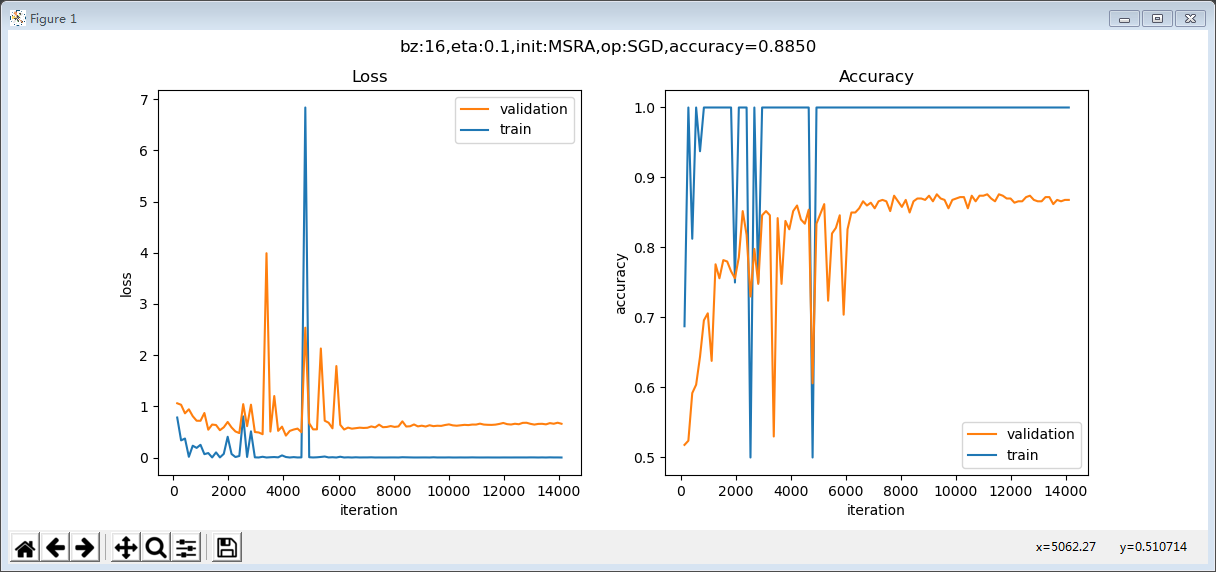 Figure 1
bz:16,eta:0.1,init:MSRA,op:SGD,accuracy=0.8850
Loss
7
6
5
4
3
2
1
0
loss
0 2000 4000 6000 8000 10000 12000 14000
iteration
validation
train
Accuracy
1.0
0.9
0.8
0.7
0.6
0.5
accuracy
0 2000 4000 6000 8000 10000 12000 14000
iteration
validation
train
x=5062.27 y=0.510714